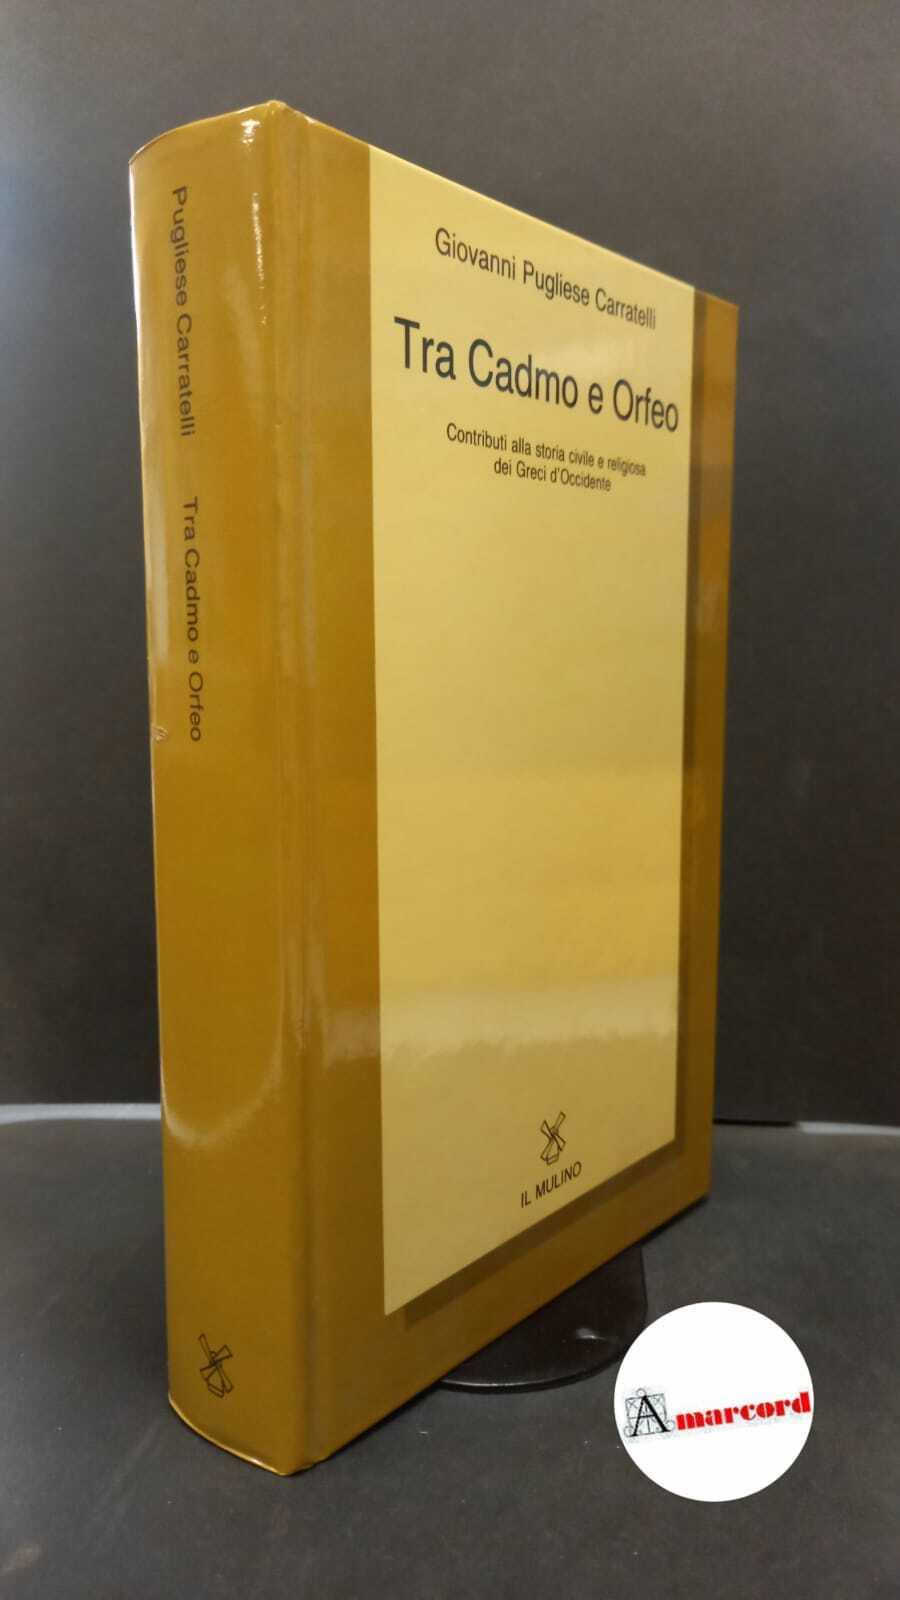 Pugliese Carratelli Tra Cadmo e Orfeo
Giovanni Pugliese Carratelli
Tra Cadmo e Orfeo
Contributi alla storia civile e religiosa
dei Greci d'Occidente
IL MULINO
Amarcord